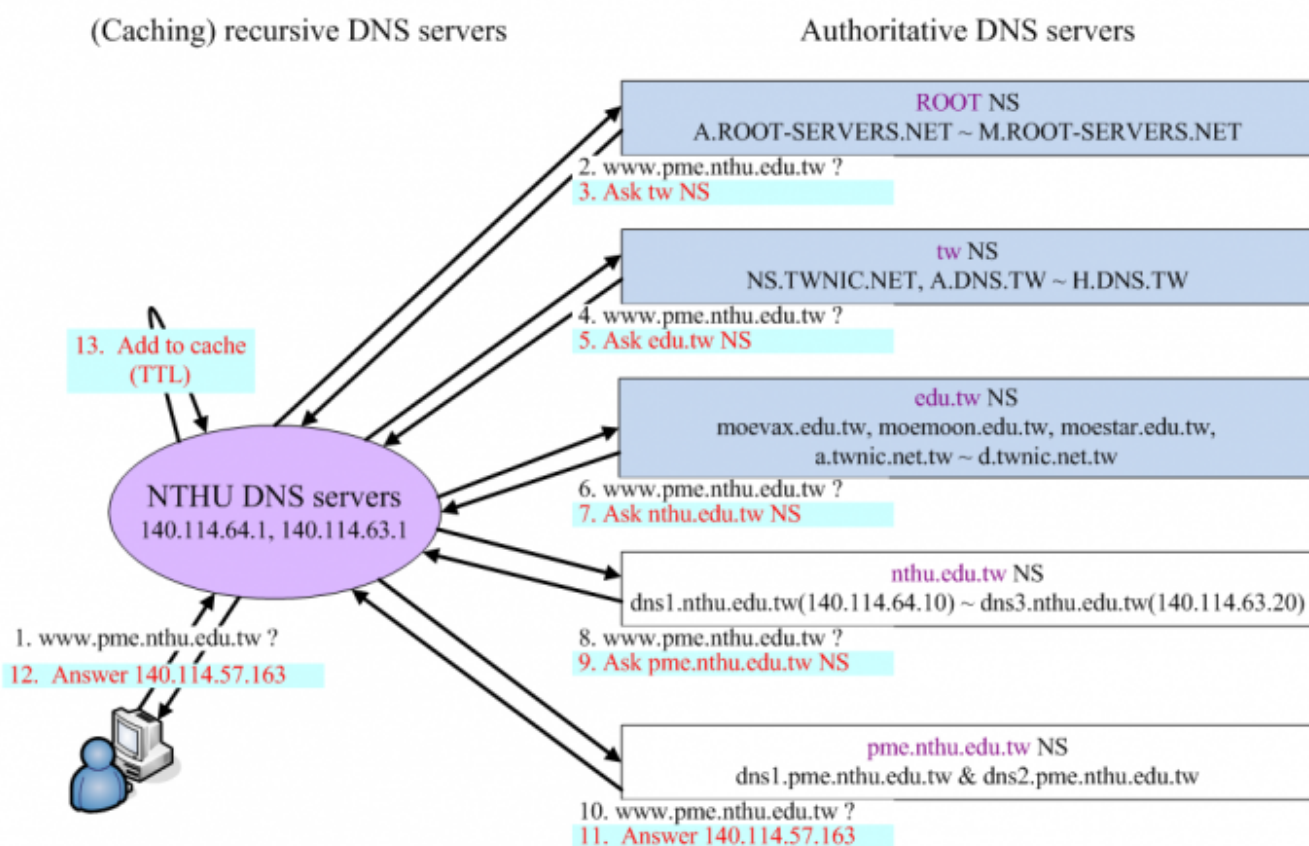 (Caching) recursive DNS servers
Authoritative DNS servers
ROOT NS
A.ROOT-SERVERS.NET ~ M.ROOT-SERVERS.NET
2. www.pme.nthu.edu.tw ?
3. Ask tw NS
tw NS
NS.TWNIC.NET, A.DNS.TW ~ H.DNS.TW
4. www.pme.nthu.edu.tw ?
5. Ask edu.tw NS
13. Add to cache
(TTL)
edu.tw NS
moevax.edu.tw, moemoon.edu.tw, moestar.edu.tw,
a.twnic.net.tw ~ d.twnic.net.tw
6. www.pme.nthu.edu.tw ?
7. Ask nthu.edu.tw NS
NTHU DNS servers
140.114.64.1, 140.114.63.1
nthu.edu.tw NS
dns1.nthu.edu.tw(140.114.64.10) ~ dns3.nthu.edu.tw(140.114.63.20)
8. www.pme.nthu.edu.tw ?
9. Ask pme.nthu.edu.tw NS
1. www.pme.nthu.edu.tw ?
12. Answer 140.114.57.163
pme.nthu.edu.tw NS
dns1.pme.nthu.edu.tw & dns2.pme.nthu.edu.tw
10. www.pme.nthu.edu.tw ?
11. Answer 140.114.57.163